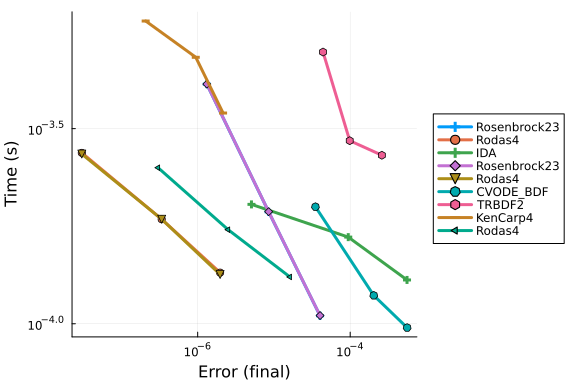 10^−3.5
10^−4.0
Time (s)
10^−6
10^−4
Error (final)
Rosenbrock23
Rodas4
IDA
Rosenbrock23
Rodas4
CVODE_BDF
TRBDF2
KenCarp4
Rodas4